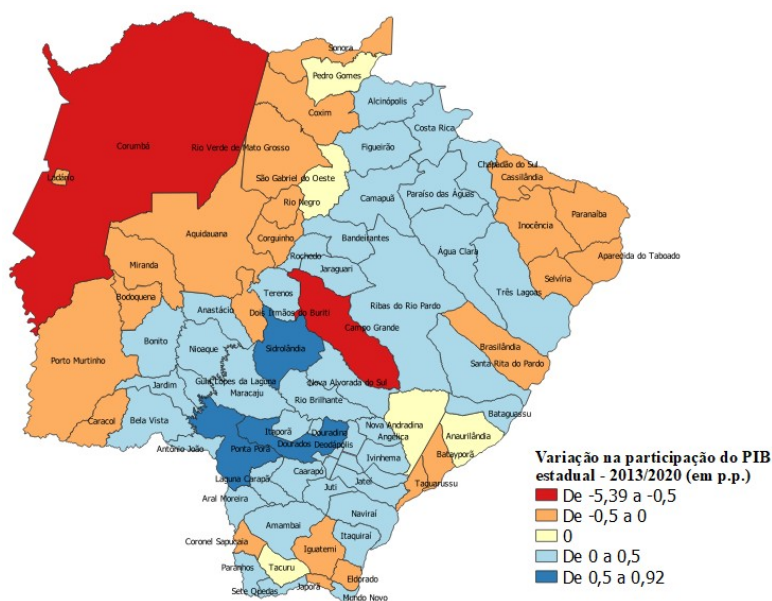 Sonora
Pedro Gomes
Alcinópolis
Coxim
Costa Rica
Corumbá
Rio Verde de Mato Grosso
Figueirão
Chapadão do Sul
Cassilândia
Ladário
São Gabriel do Oeste
Camapuã
Paraíso das Águas
Rio Negro
Inocência
Paranaíba
Aquidauana
Corguinho
Bandeirantes
Água Clara
Aparecida do Taboado
Rochedo
Jaraguari
Miranda
Selvíria
Bodoquena
Terenos
Três Lagoas
Ribas do Rio Pardo
Anastácio
Dois Irmãos do Buriti
Campo Grande
Bonito
Nioaque
Sidrolândia
Brasilândia
Porto Murtinho
Santa Rita do Pardo
Jardim
Guia Lopes da Laguna
Nova Alvorada do Sul
Maracaju
Rio Brilhante
Bataguassu
Caracol
Bela Vista
Nova Andradina
Itaporã
Douradina
Angélica
Anaurilândia
Antônio João
Ponta Porã
Dourados
Deodápolis
Ivinhema
Batayporã
Laguna Carapã
Caarapó
Jateí
Taquarussu
Aral Moreira
Juti
Naviraí
Amambai
Itaquiraí
Coronel Sapucaia
Iguatemi
Paranhos
Tacuru
Eldorado
Sete Quedas
Japorã
Mundo Novo
Variação na participação do PIB
estadual - 2013/2020 (em p.p.)
De -5,39 a -0,5
De -0,5 a 0
0
De 0 a 0,5
De 0,5 a 0,92